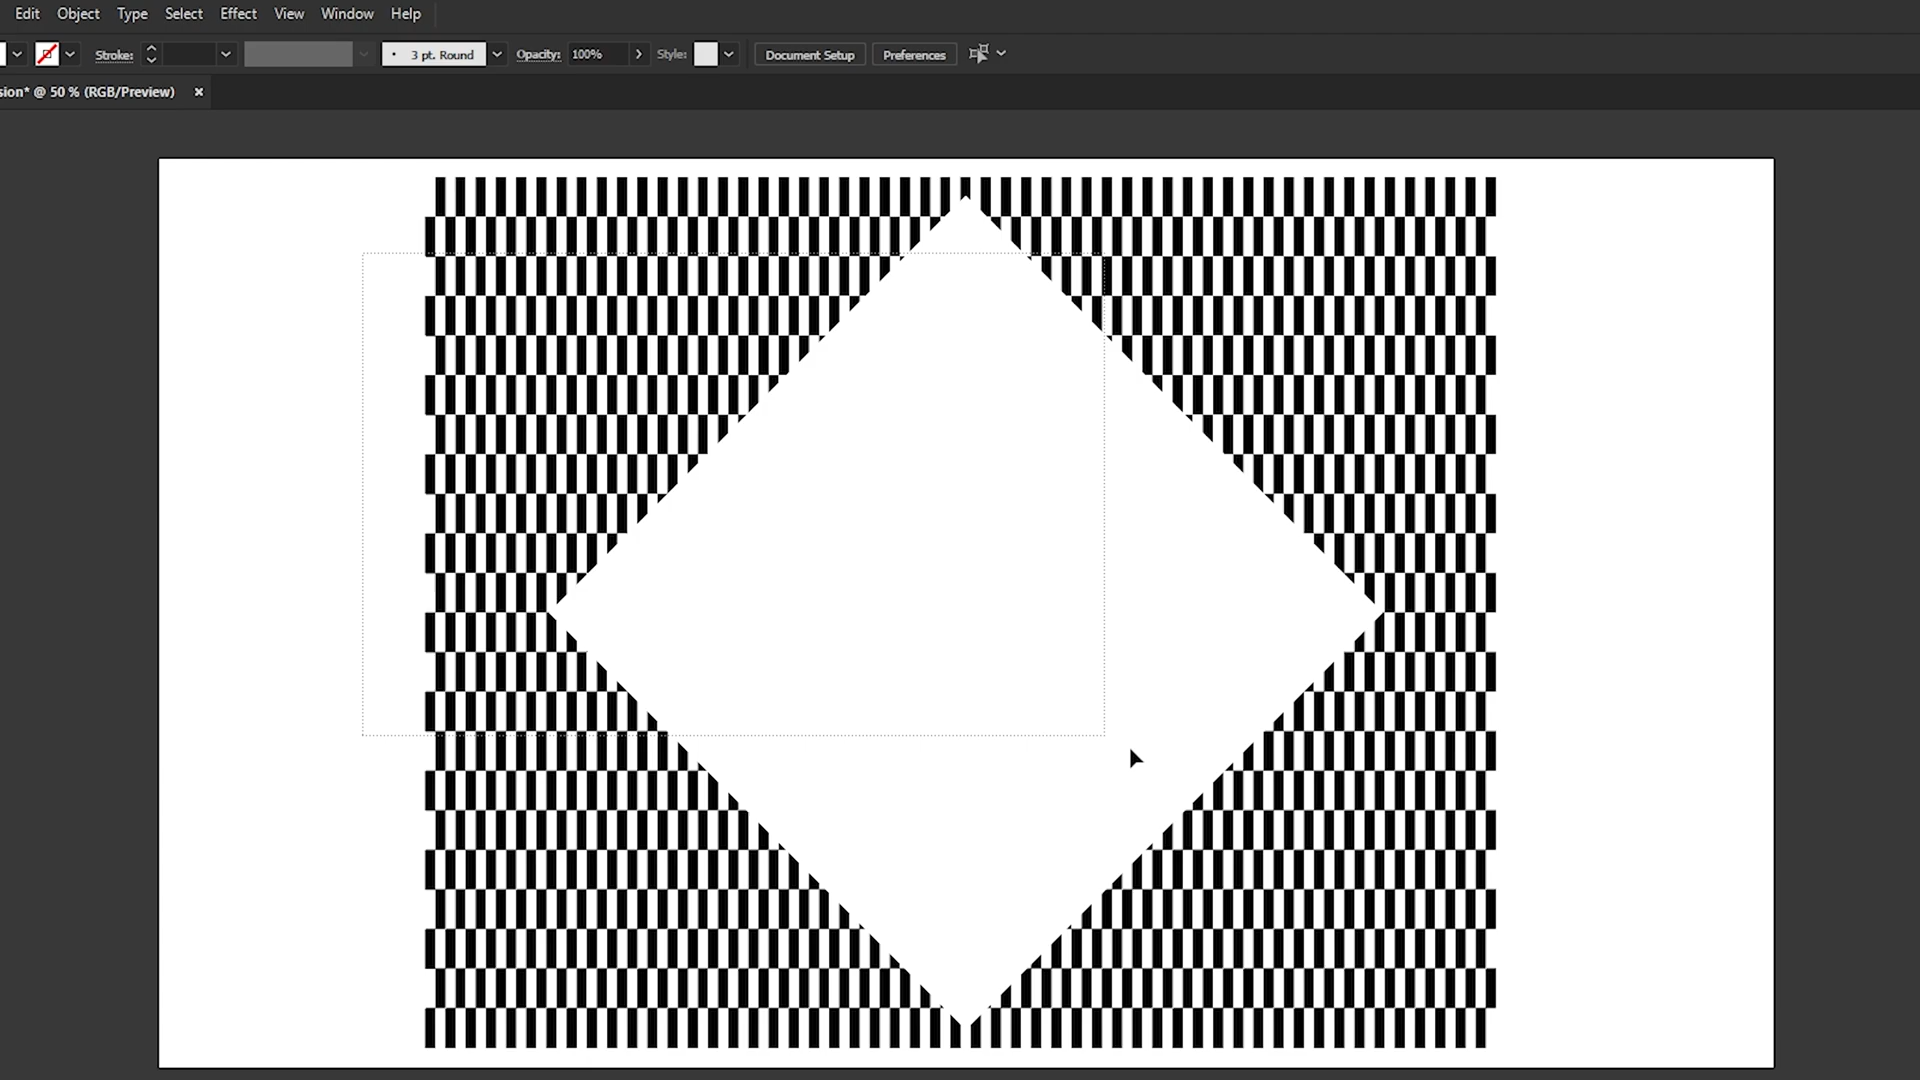 Edit Object Type Select Effect View Window Help
Stroke: 3 pt. Round Opacity: 100% Style: Document Setup Preferences
sion* @ 50 % (RGB/Preview)